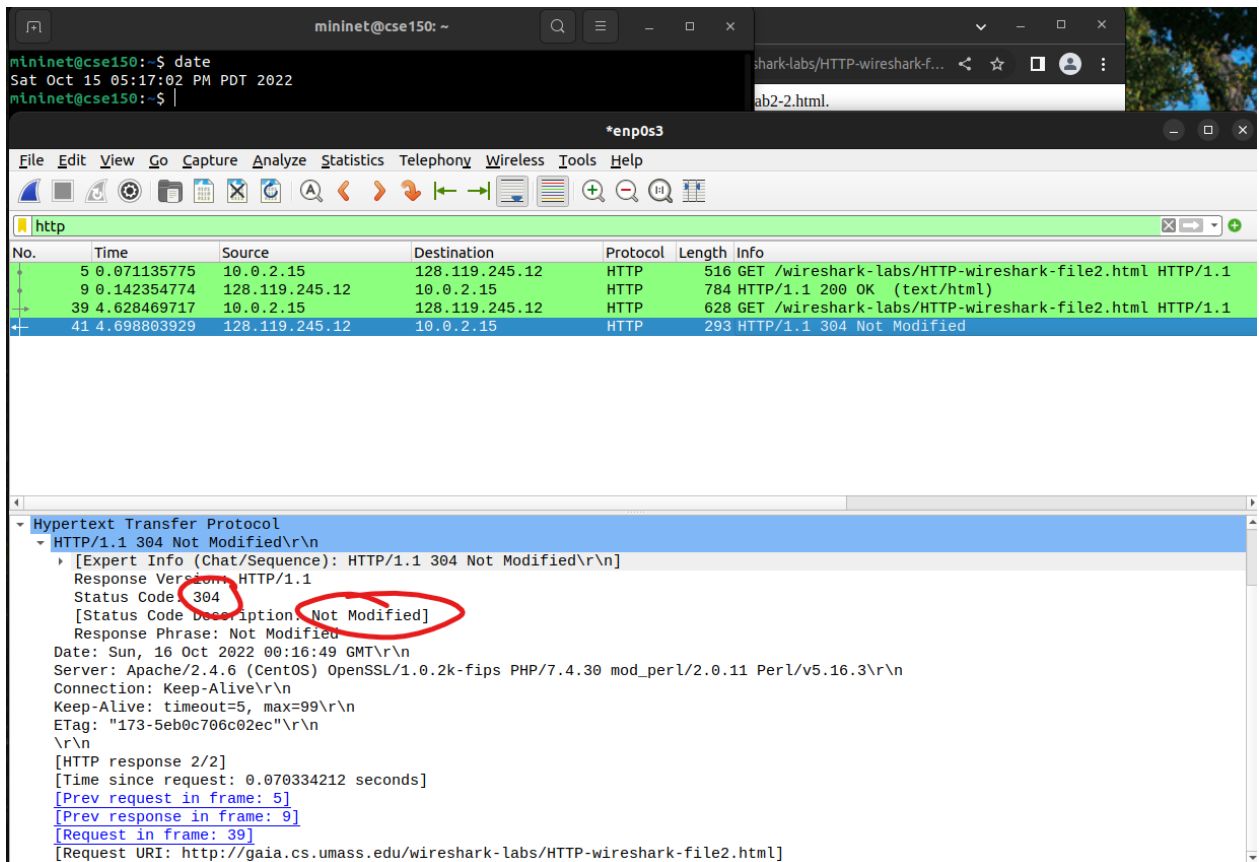 mininet@cse150: ~
mininet@cse150:~$ date
Sat Oct 15 05:17:02 PM PDT 2022
mininet@cse150:~$
shark-labs/HTTP-wireshark-f...
ab2-2.html.
*enp0s3
File Edit View Go Capture Analyze Statistics Telephony Wireless Tools Help
http
No. Time Source Destination Protocol Length Info
5 0.071135775 10.0.2.15 128.119.245.12 HTTP 516 GET /wireshark-labs/HTTP-wireshark-file2.html HTTP/1.1
9 0.142354774 128.119.245.12 10.0.2.15 HTTP 784 HTTP/1.1 200 OK (text/html)
39 4.628469717 10.0.2.15 128.119.245.12 HTTP 628 GET /wireshark-labs/HTTP-wireshark-file2.html HTTP/1.1
41 4.698803929 128.119.245.12 10.0.2.15 HTTP 293 HTTP/1.1 304 Not Modified
Hypertext Transfer Protocol
HTTP/1.1 304 Not Modified\r\n
[Expert Info (Chat/Sequence): HTTP/1.1 304 Not Modified\r\n]
Response Version: HTTP/1.1
Status Code: 304
[Status Code Description: Not Modified]
Response Phrase: Not Modified
Date: Sun, 16 Oct 2022 00:16:49 GMT\r\n
Server: Apache/2.4.6 (CentOS) OpenSSL/1.0.2k-fips PHP/7.4.30 mod_perl/2.0.11 Perl/v5.16.3\r\n
Connection: Keep-Alive\r\n
Keep-Alive: timeout=5, max=99\r\n
ETag: "173-5eb0c706c02ec"\r\n
\r\n
[HTTP response 2/2]
[Time since request: 0.070334212 seconds]
[Prev request in frame: 5]
[Prev response in frame: 9]
[Request in frame: 39]
[Request URI: http://gaia.cs.umass.edu/wireshark-labs/HTTP-wireshark-file2.html]